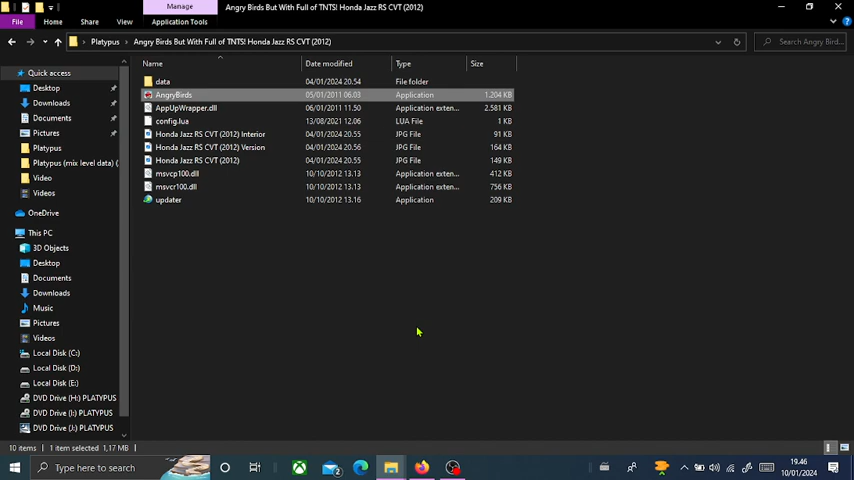 Manage
Angry Birds But With Full of TNTS! Honda Jazz RS CVT (2012)
File
Home
Share
View
Application Tools
Platypus
Angry Birds But With Full of TNTS! Honda Jazz RS CVT (2012)
Search Angry Bird...
Name
Date modified
Type
Size
Quick access
Desktop
Downloads
Documents
Pictures
Platypus
Platypus (mix level data) (
Video
Videos
OneDrive
This PC
3D Objects
Desktop
Documents
Downloads
Music
Pictures
Videos
Local Disk (C:)
Local Disk (D:)
Local Disk (E:)
DVD Drive (H:) PLATYPUS
DVD Drive (I:) PLATYPUS
DVD Drive (J:) PLATYPUS
data 04/01/2024 20.54 File folder
AngryBirds 05/01/2011 06.03 Application 1.204 KB
AppUpWrapper.dll 06/01/2011 11.50 Application exten... 2.581 KB
config.lua 13/08/2021 12.06 LUA File 1 KB
Honda Jazz RS CVT (2012) Interior 04/01/2024 20.55 JPG File 91 KB
Honda Jazz RS CVT (2012) Version 04/01/2024 20.56 JPG File 164 KB
Honda Jazz RS CVT (2012) 04/01/2024 20.55 JPG File 149 KB
msvcp100.dll 10/10/2012 13.13 Application exten... 412 KB
msvcr100.dll 10/10/2012 13.13 Application exten... 756 KB
updater 10/10/2012 13.16 Application 209 KB
10 items
1 item selected 1,17 MB
Type here to search
2
19.46
10/01/2024